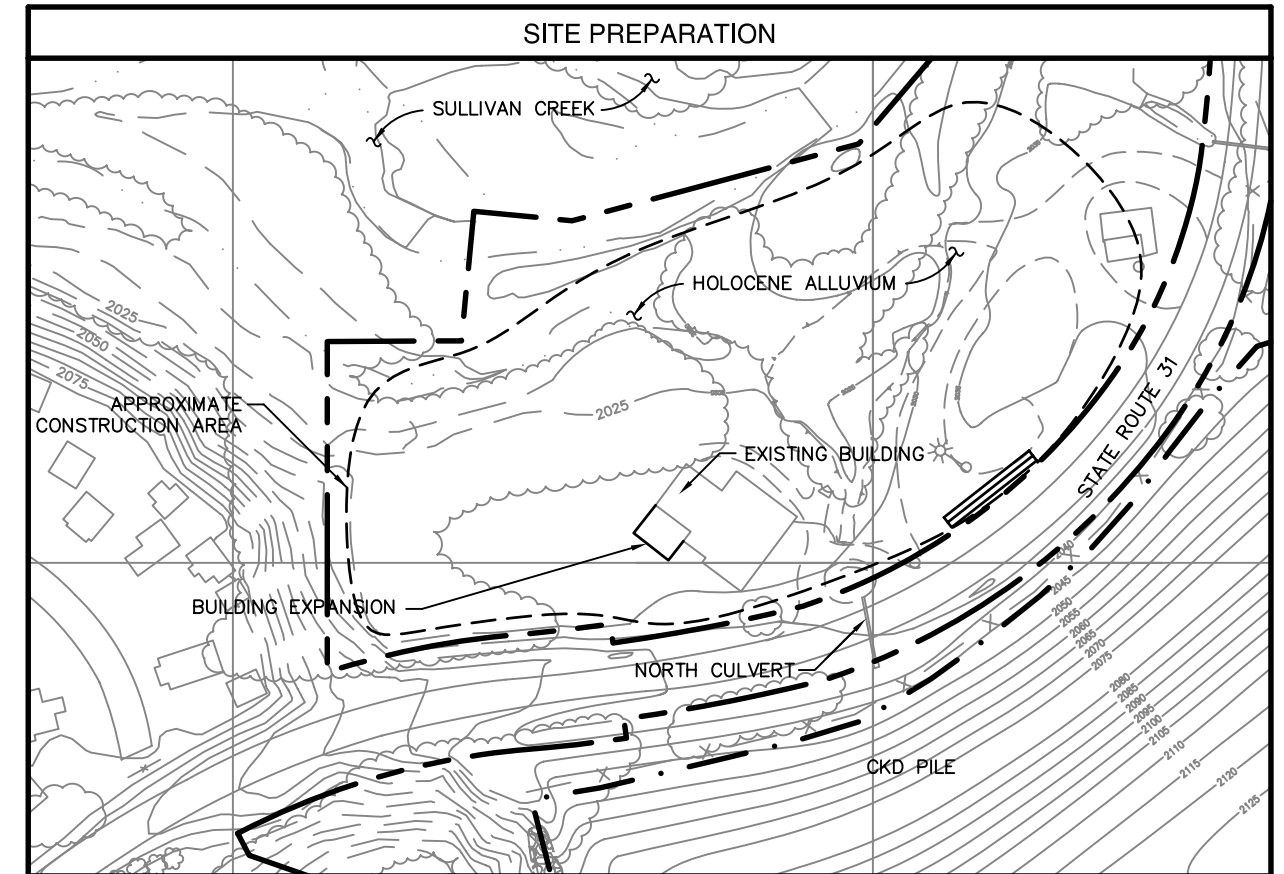 SITE PREPARATION
SULLIVAN CREEK
HOLOCENE ALLUVIUM
2025
2050
2075
APPROXIMATE
CONSTRUCTION AREA
2025
EXISTING BUILDING
STATE ROUTE 31
BUILDING EXPANSION
NORTH CULVERT
CKD PILE
2040
2045
2050
2055
2060
2065
2070
2075
2080
2085
2090
2095
2100
2105
2110
2115
2120
2125